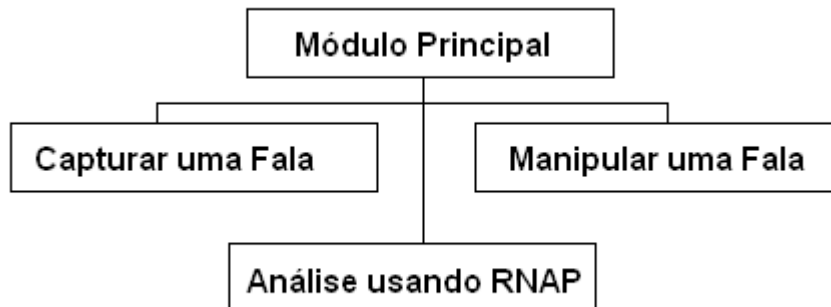 Módulo Principal
Capturar uma Fala
Manipular uma Fala
Análise usando RNAP